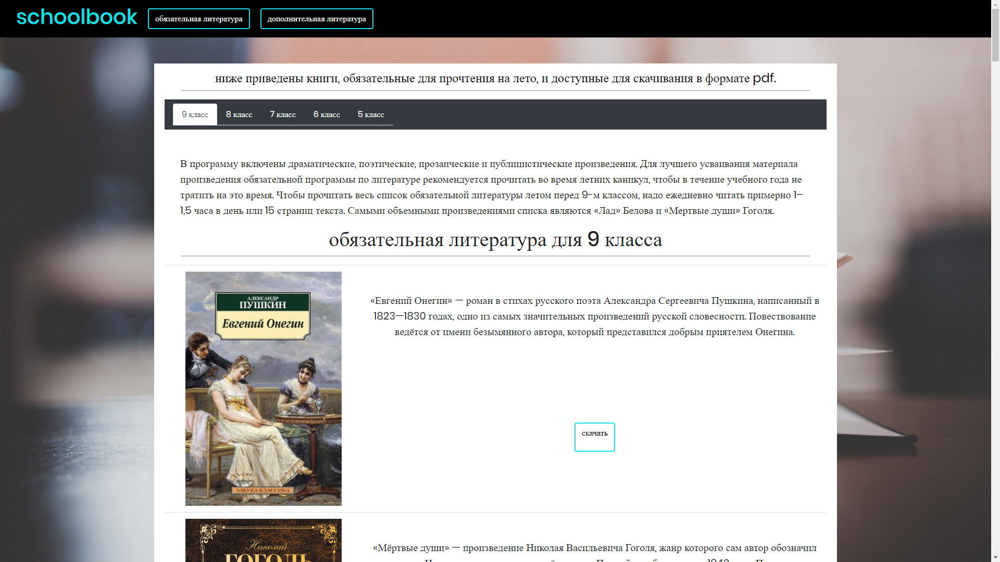 schoolbook
обязательная литература
дополнительная литература
ниже приведены книги, обязательные для прочтения на лето, и доступные для скачивания в формате pdf.
9 класс
8 класс
7 класс
6 класс
5 класс
В программу включены драматические, поэтические, прозаические и публицистические произведения. Для лучшего усваивания материала
произведения обязательной программы по литературе рекомендуется прочитать во время летних каникул, чтобы в течение учебного года не
тратить на это время. Чтобы прочитать весь список обязательной литературы летом перед 9-м классом, надо ежедневно читать примерно 1–
1,5 часа в день или 15 страниц текста. Самыми объемными произведениями списка являются «Лад» Белова и «Мертвые души» Гоголя.
обязательная литература для 9 класса
АЛЕКСАНДР
ПУШКИН
Евгений Онегин
АЗБУКА-КЛАССИКА
«Евгений Онегин» — роман в стихах русского поэта Александра Сергеевича Пушкина, написанный в
1823—1830 годах, одно из самых значительных произведений русской словесности. Повествование
ведётся от имени безымянного автора, который представился добрым приятелем Онегина.
скачать
Николай
ГОГОЛЬ
«Мёртвые души» — произведение Николая Васильевича Гоголя, жанр которого сам автор обозначил